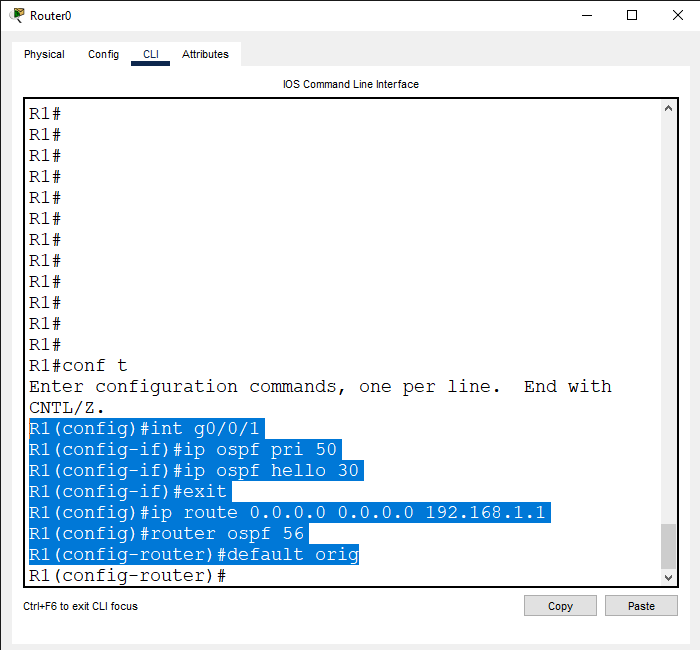 Router0
Physical Config CLI Attributes
IOS Command Line Interface
R1#
R1#
R1#
R1#
R1#
R1#
R1#
R1#
R1#
R1#
R1#
R1#
R1#conf t
Enter configuration commands, one per line.  End with
CNTL/Z.
R1(config)#int g0/0/1
R1(config-if)#ip ospf pri 50
R1(config-if)#ip ospf hello 30
R1(config-if)#exit
R1(config)#ip route 0.0.0.0 0.0.0.0 192.168.1.1
R1(config)#router ospf 56
R1(config-router)#default orig
R1(config-router)#
Ctrl+F6 to exit CLI focus Copy Paste